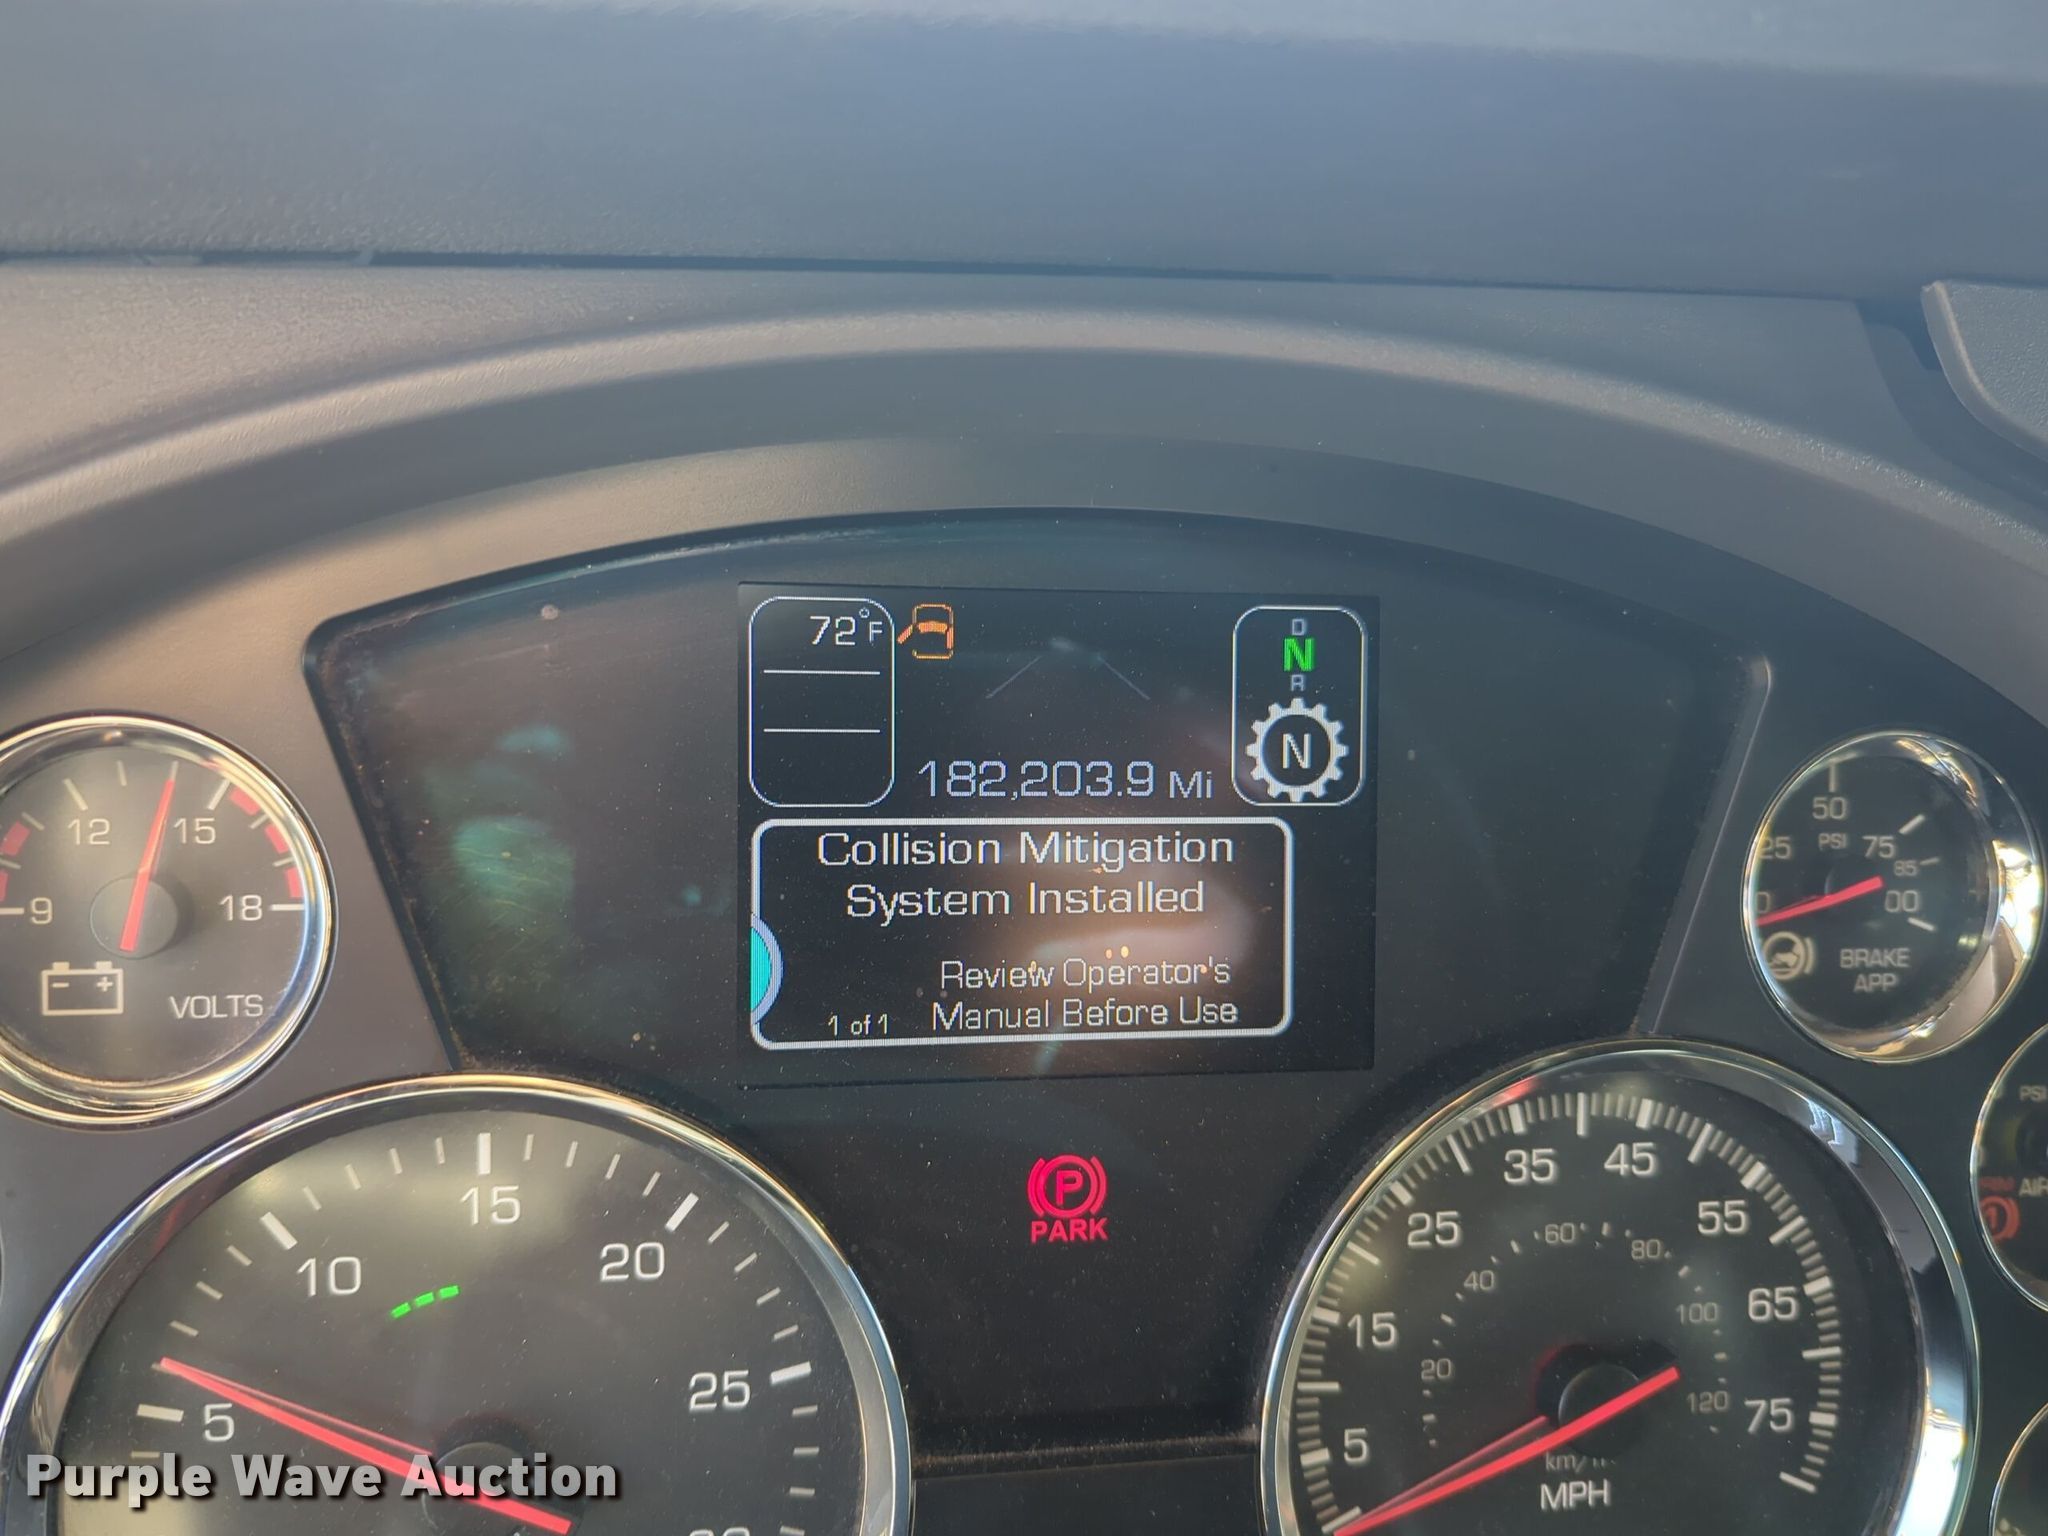 72°F
D
N
R
N
182,203.9 Mi
Collision Mitigation
System Installed
Review Operator's
Manual Before Use
1 of 1
9
12
15
18
- +
VOLTS
25
50
75
85
PSI
BRAKE
APP
P
PARK
5
10
15
20
25
5
15
25
35
45
55
65
75
20
40
60
80
100
120
km/h
MPH
PSI
AIR
Purple Wave Auction